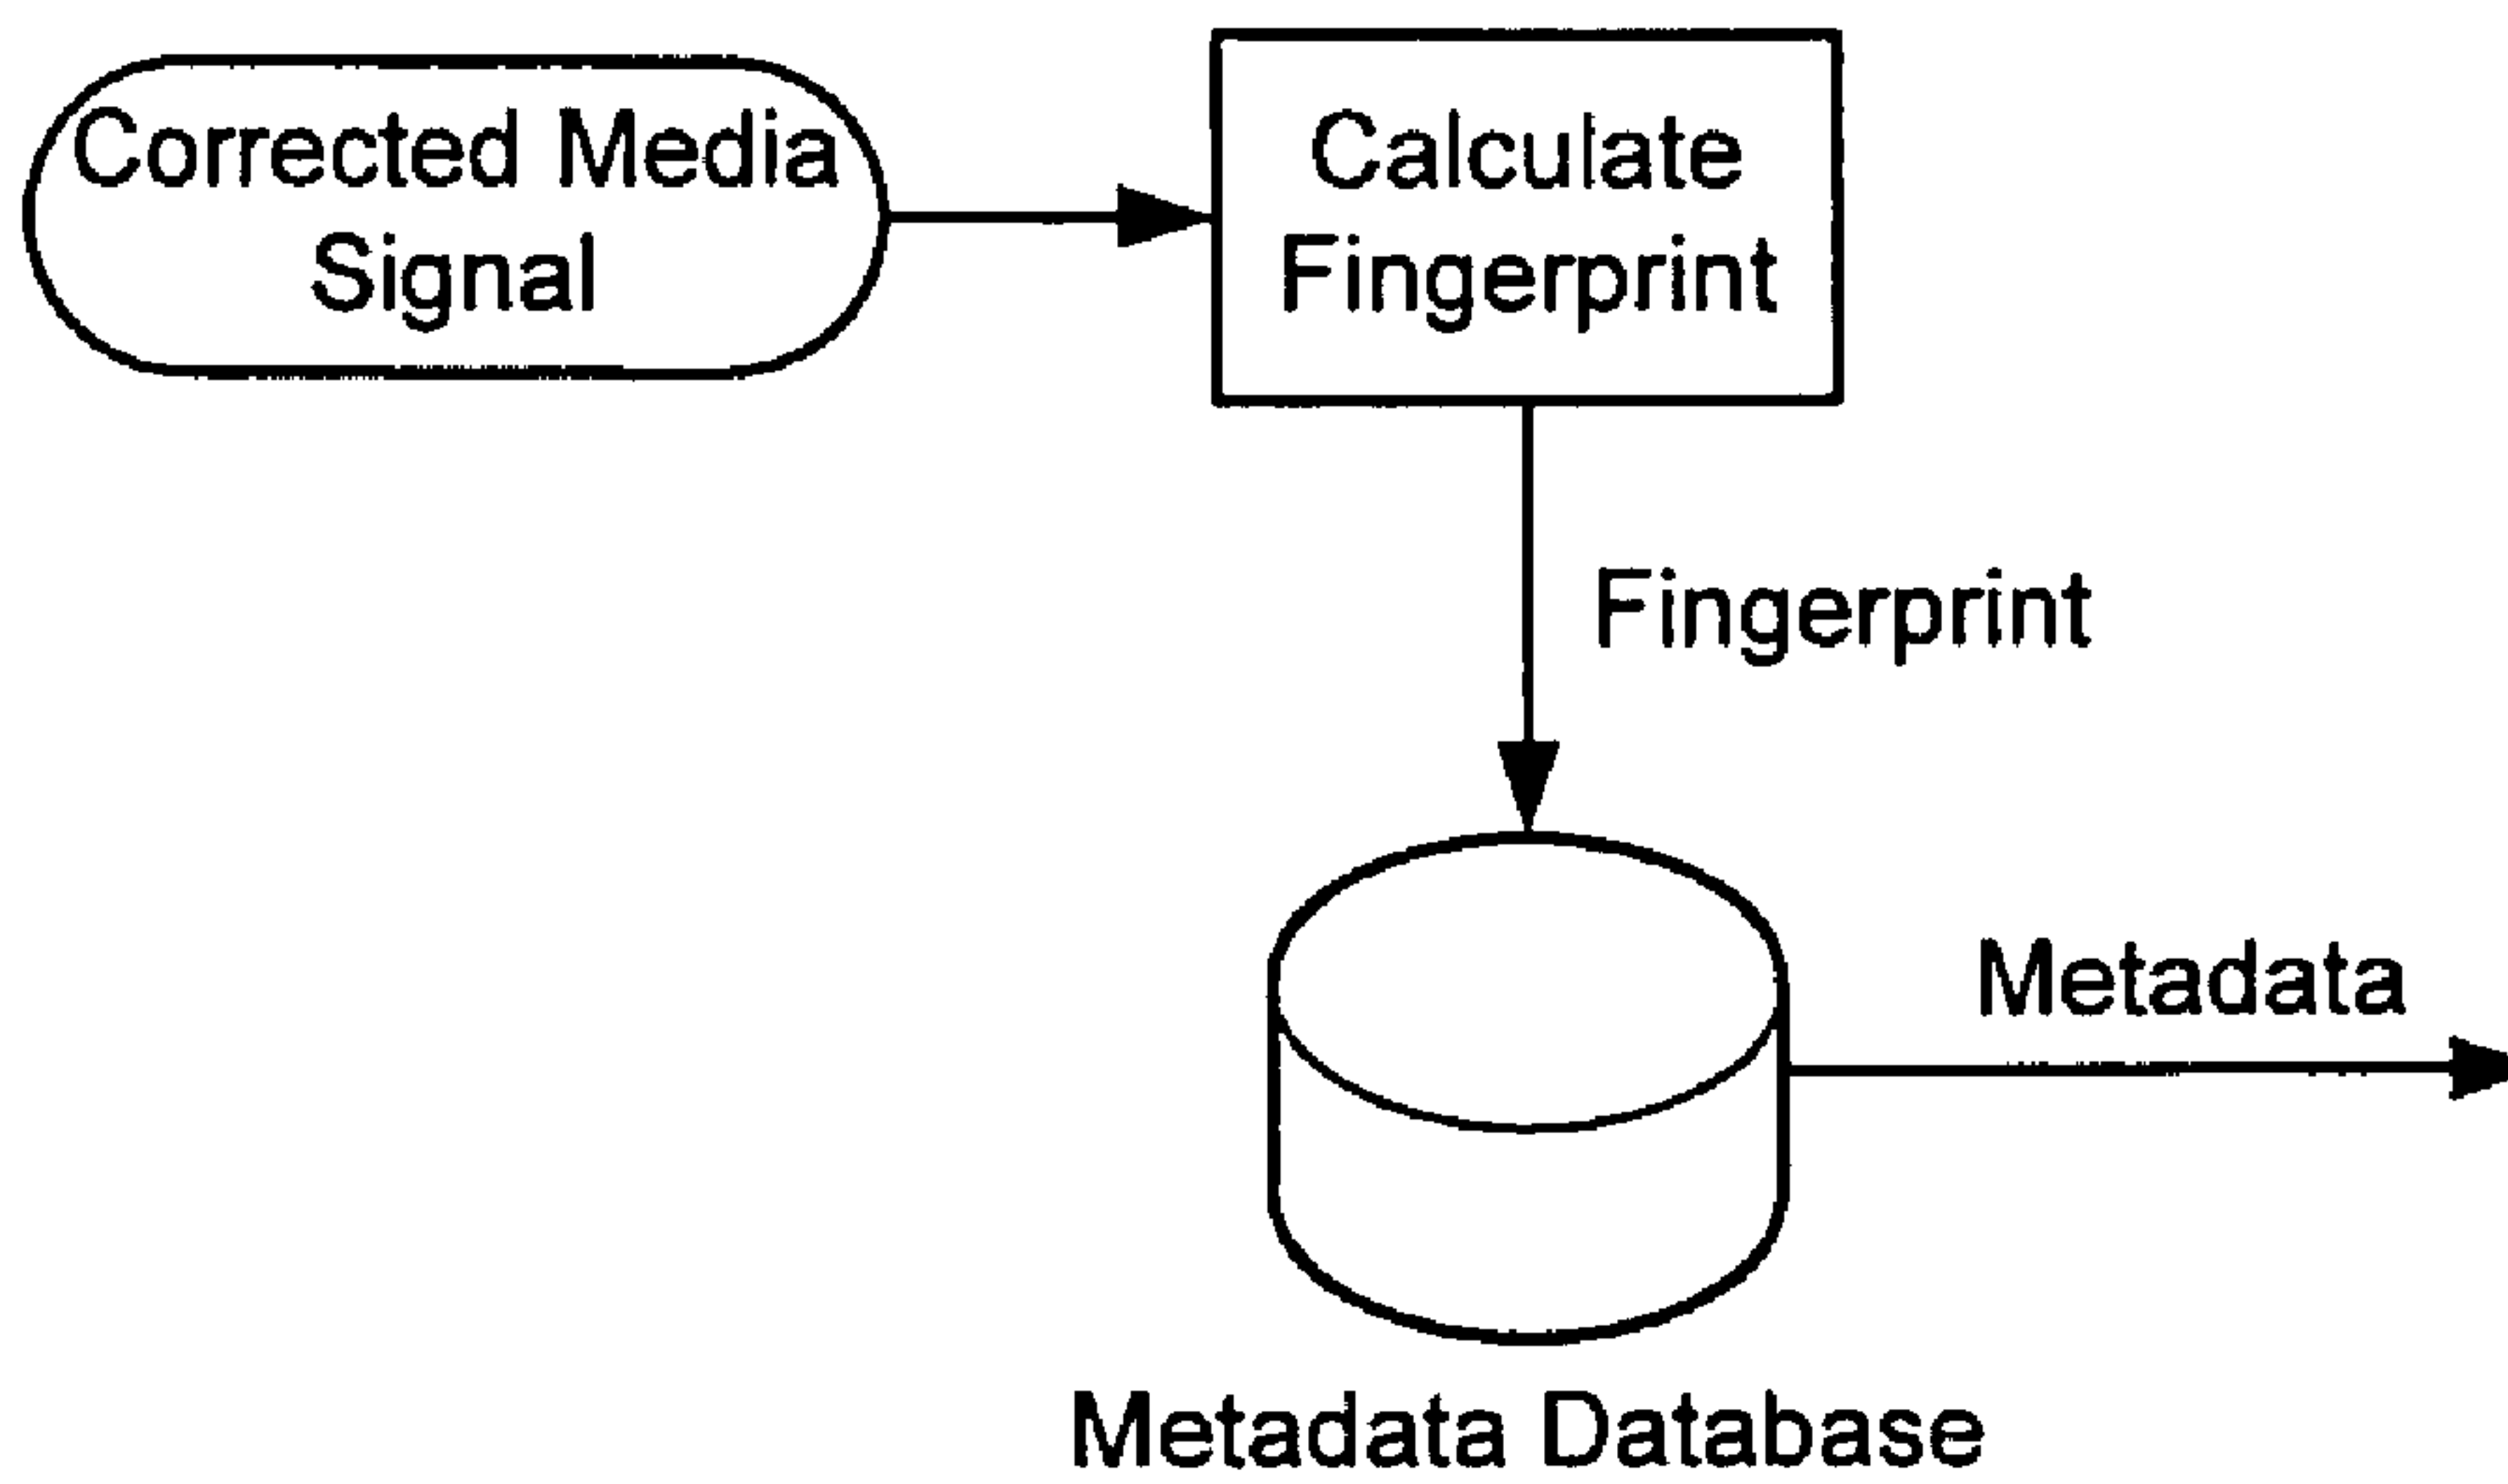 Corrected Media
Signal
Calculate
Fingerprint
Fingerprint
Metadata
Metadata Database